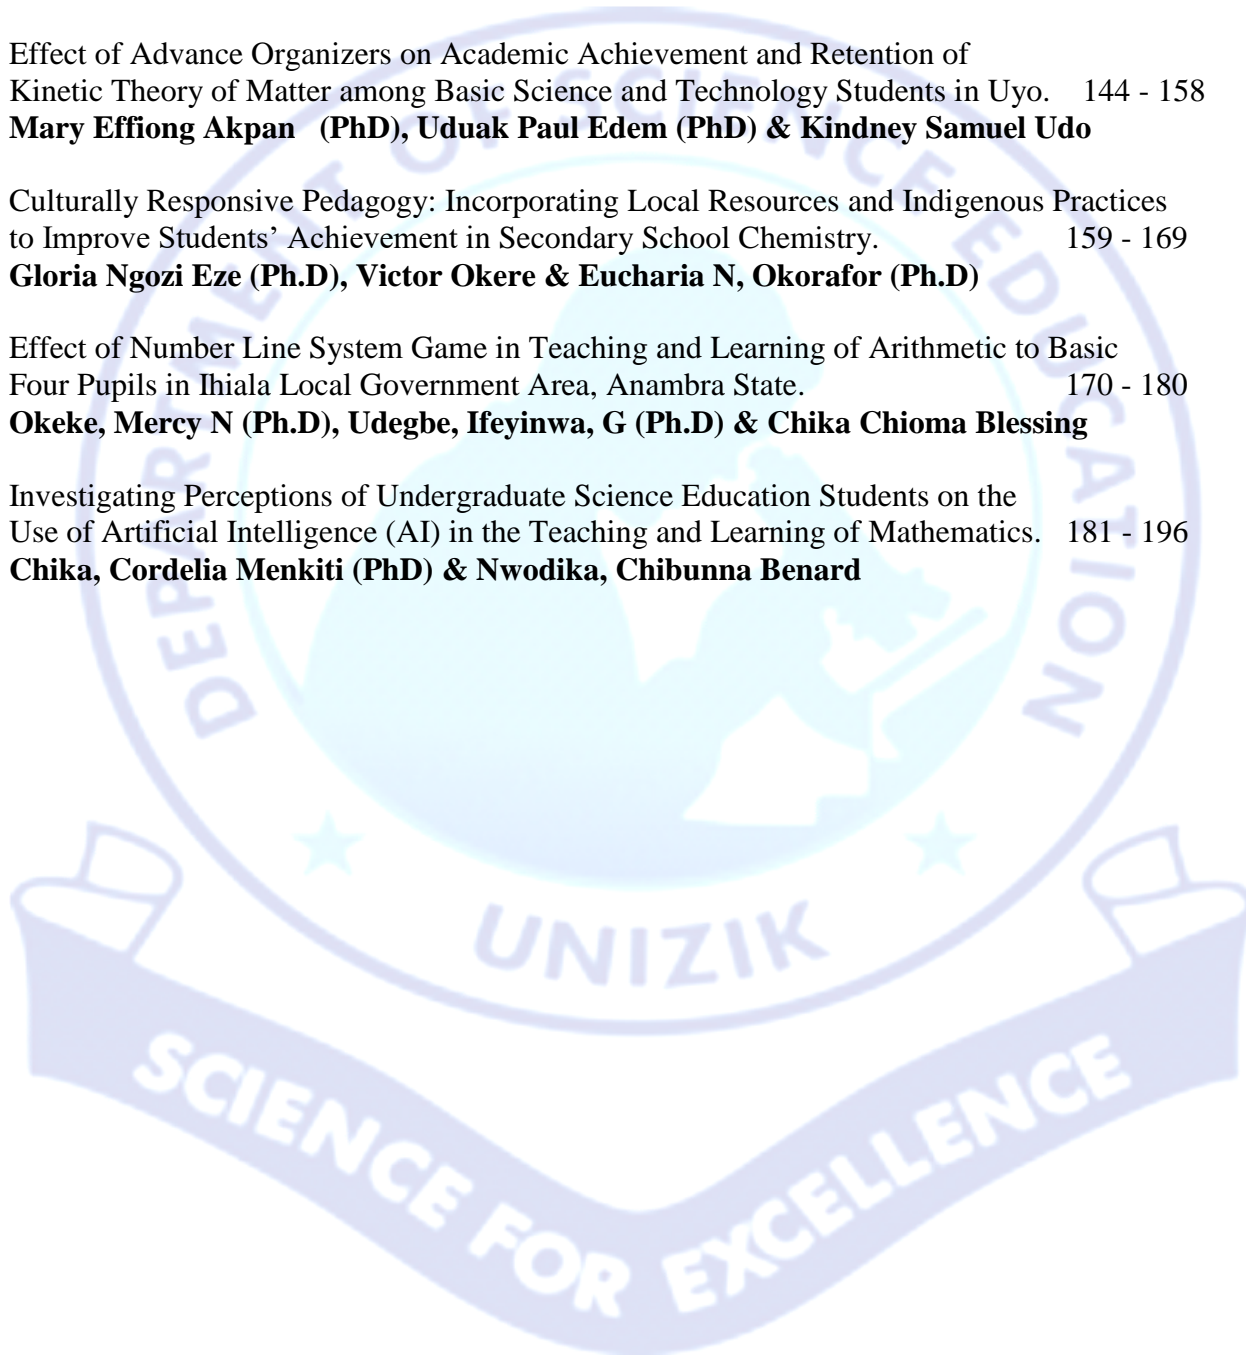 Effect of Advance Organizers on Academic Achievement and Retention of
Kinetic Theory of Matter among Basic Science and Technology Students in Uyo. 144 - 158
Mary Effiong Akpan (PhD), Uduak Paul Edem (PhD) & Kindney Samuel Udo
Culturally Responsive Pedagogy: Incorporating Local Resources and Indigenous Practices
to Improve Students’ Achievement in Secondary School Chemistry. 159 - 169
Gloria Ngozi Eze (Ph.D), Victor Okere & Eucharia N, Okorafor (Ph.D)
Effect of Number Line System Game in Teaching and Learning of Arithmetic to Basic
Four Pupils in Ihiala Local Government Area, Anambra State. 170 - 180
Okeke, Mercy N (Ph.D), Udegbe, Ifeyinwa, G (Ph.D) & Chika Chioma Blessing
Investigating Perceptions of Undergraduate Science Education Students on the
Use of Artificial Intelligence (AI) in the Teaching and Learning of Mathematics. 181 - 196
Chika, Cordelia Menkiti (PhD) & Nwodika, Chibunna Benard
DEPARTMENT OF SCIENCE EDUCATION
UNIZIK
SCIENCE FOR EXCELLENCE